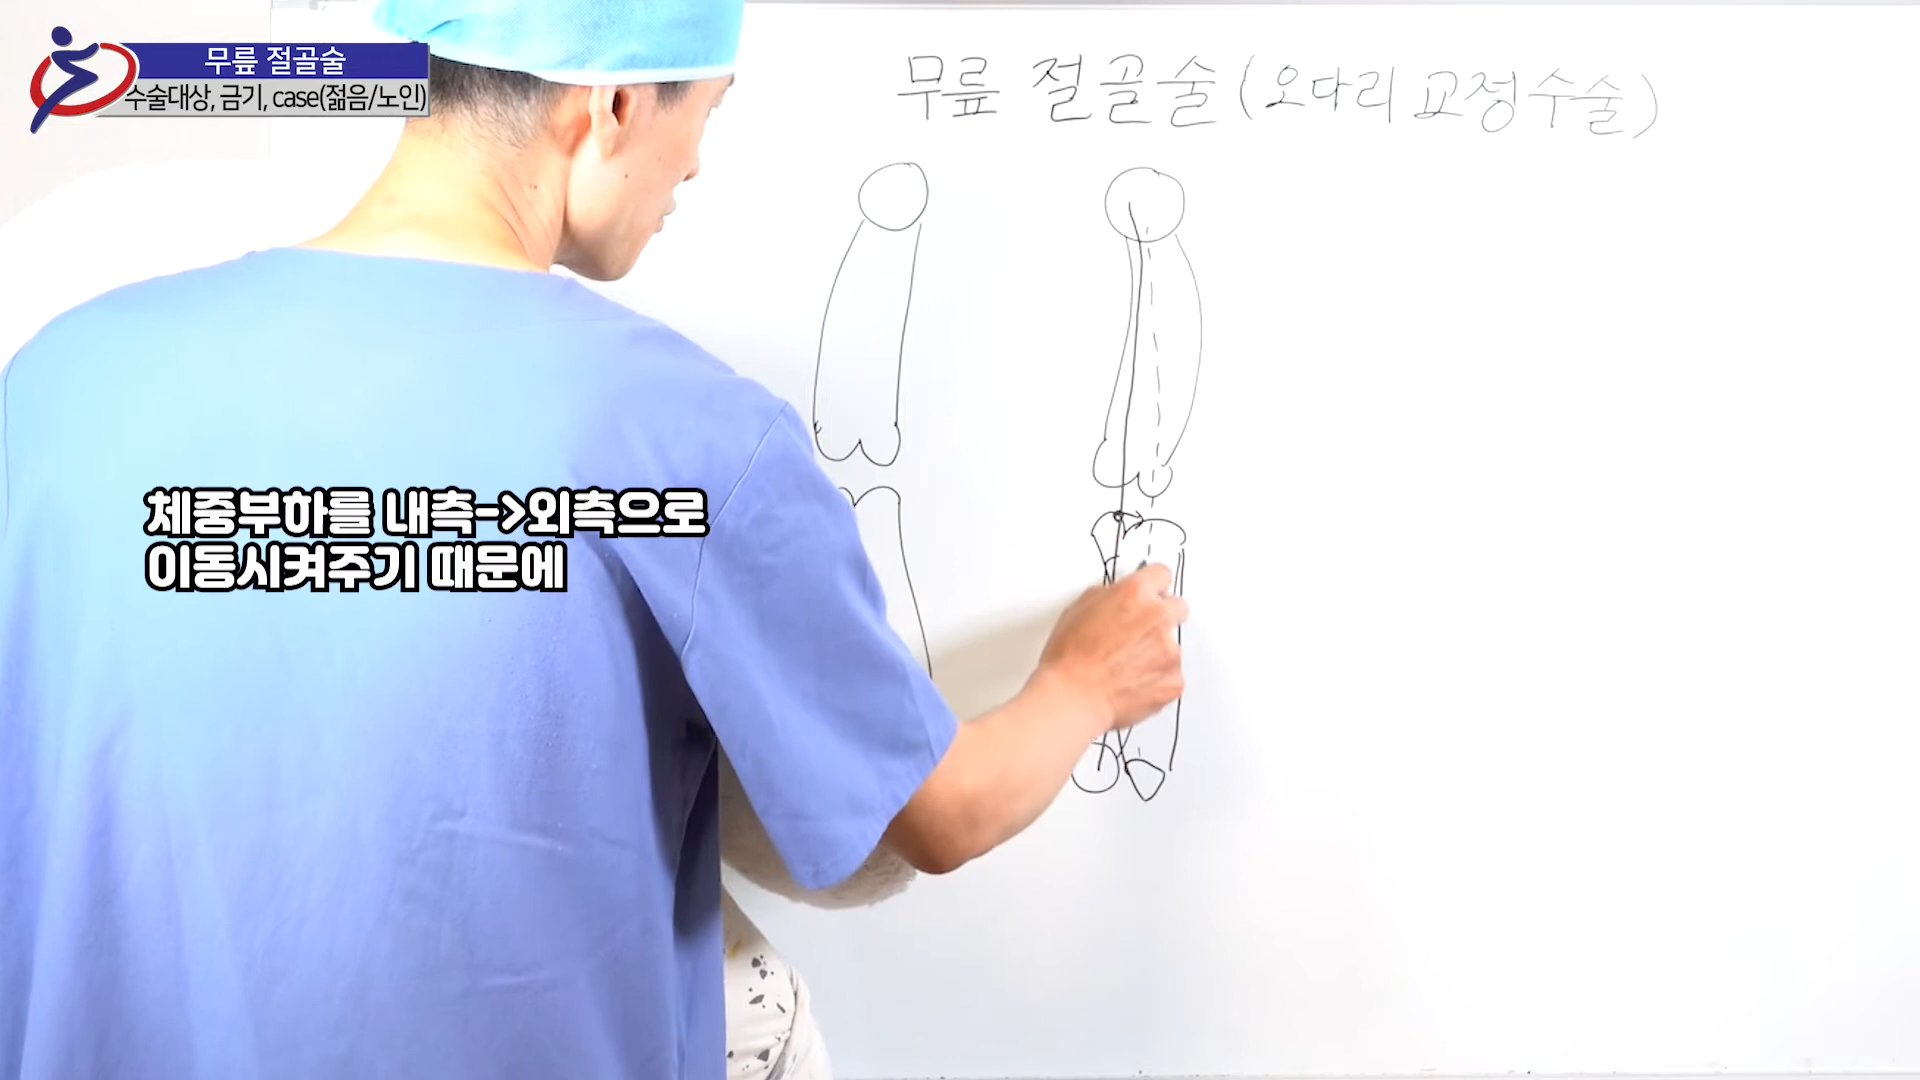 무릎 절골술
수술대상, 금기, case(젊음/노인)
무릎 절골술(오다리 교정수술)
체중부하를 내측->외측으로
이동시켜주기 때문에